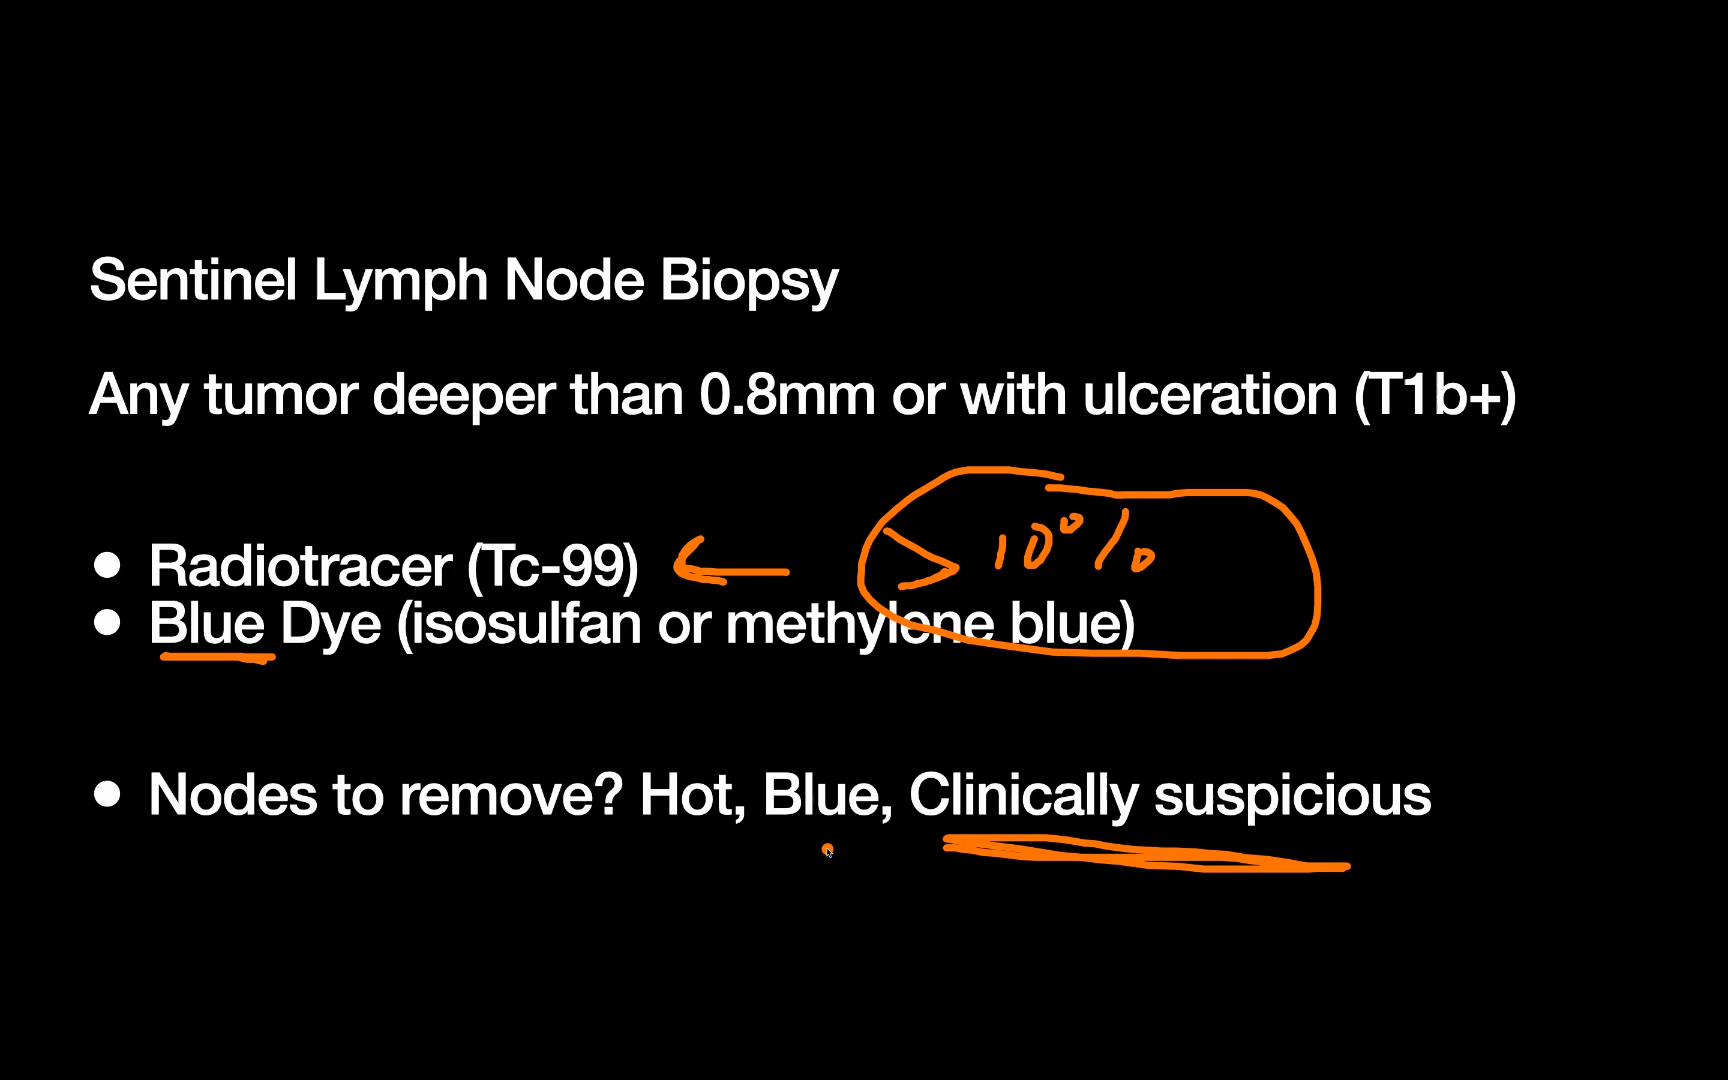 Sentinel Lymph Node Biopsy
Any tumor deeper than 0.8mm or with ulceration (T1b+)
• Radiotracer (Tc-99) ← > 10%
• Blue Dye (isosulfan or methylene blue)
• Nodes to remove? Hot, Blue, Clinically suspicious